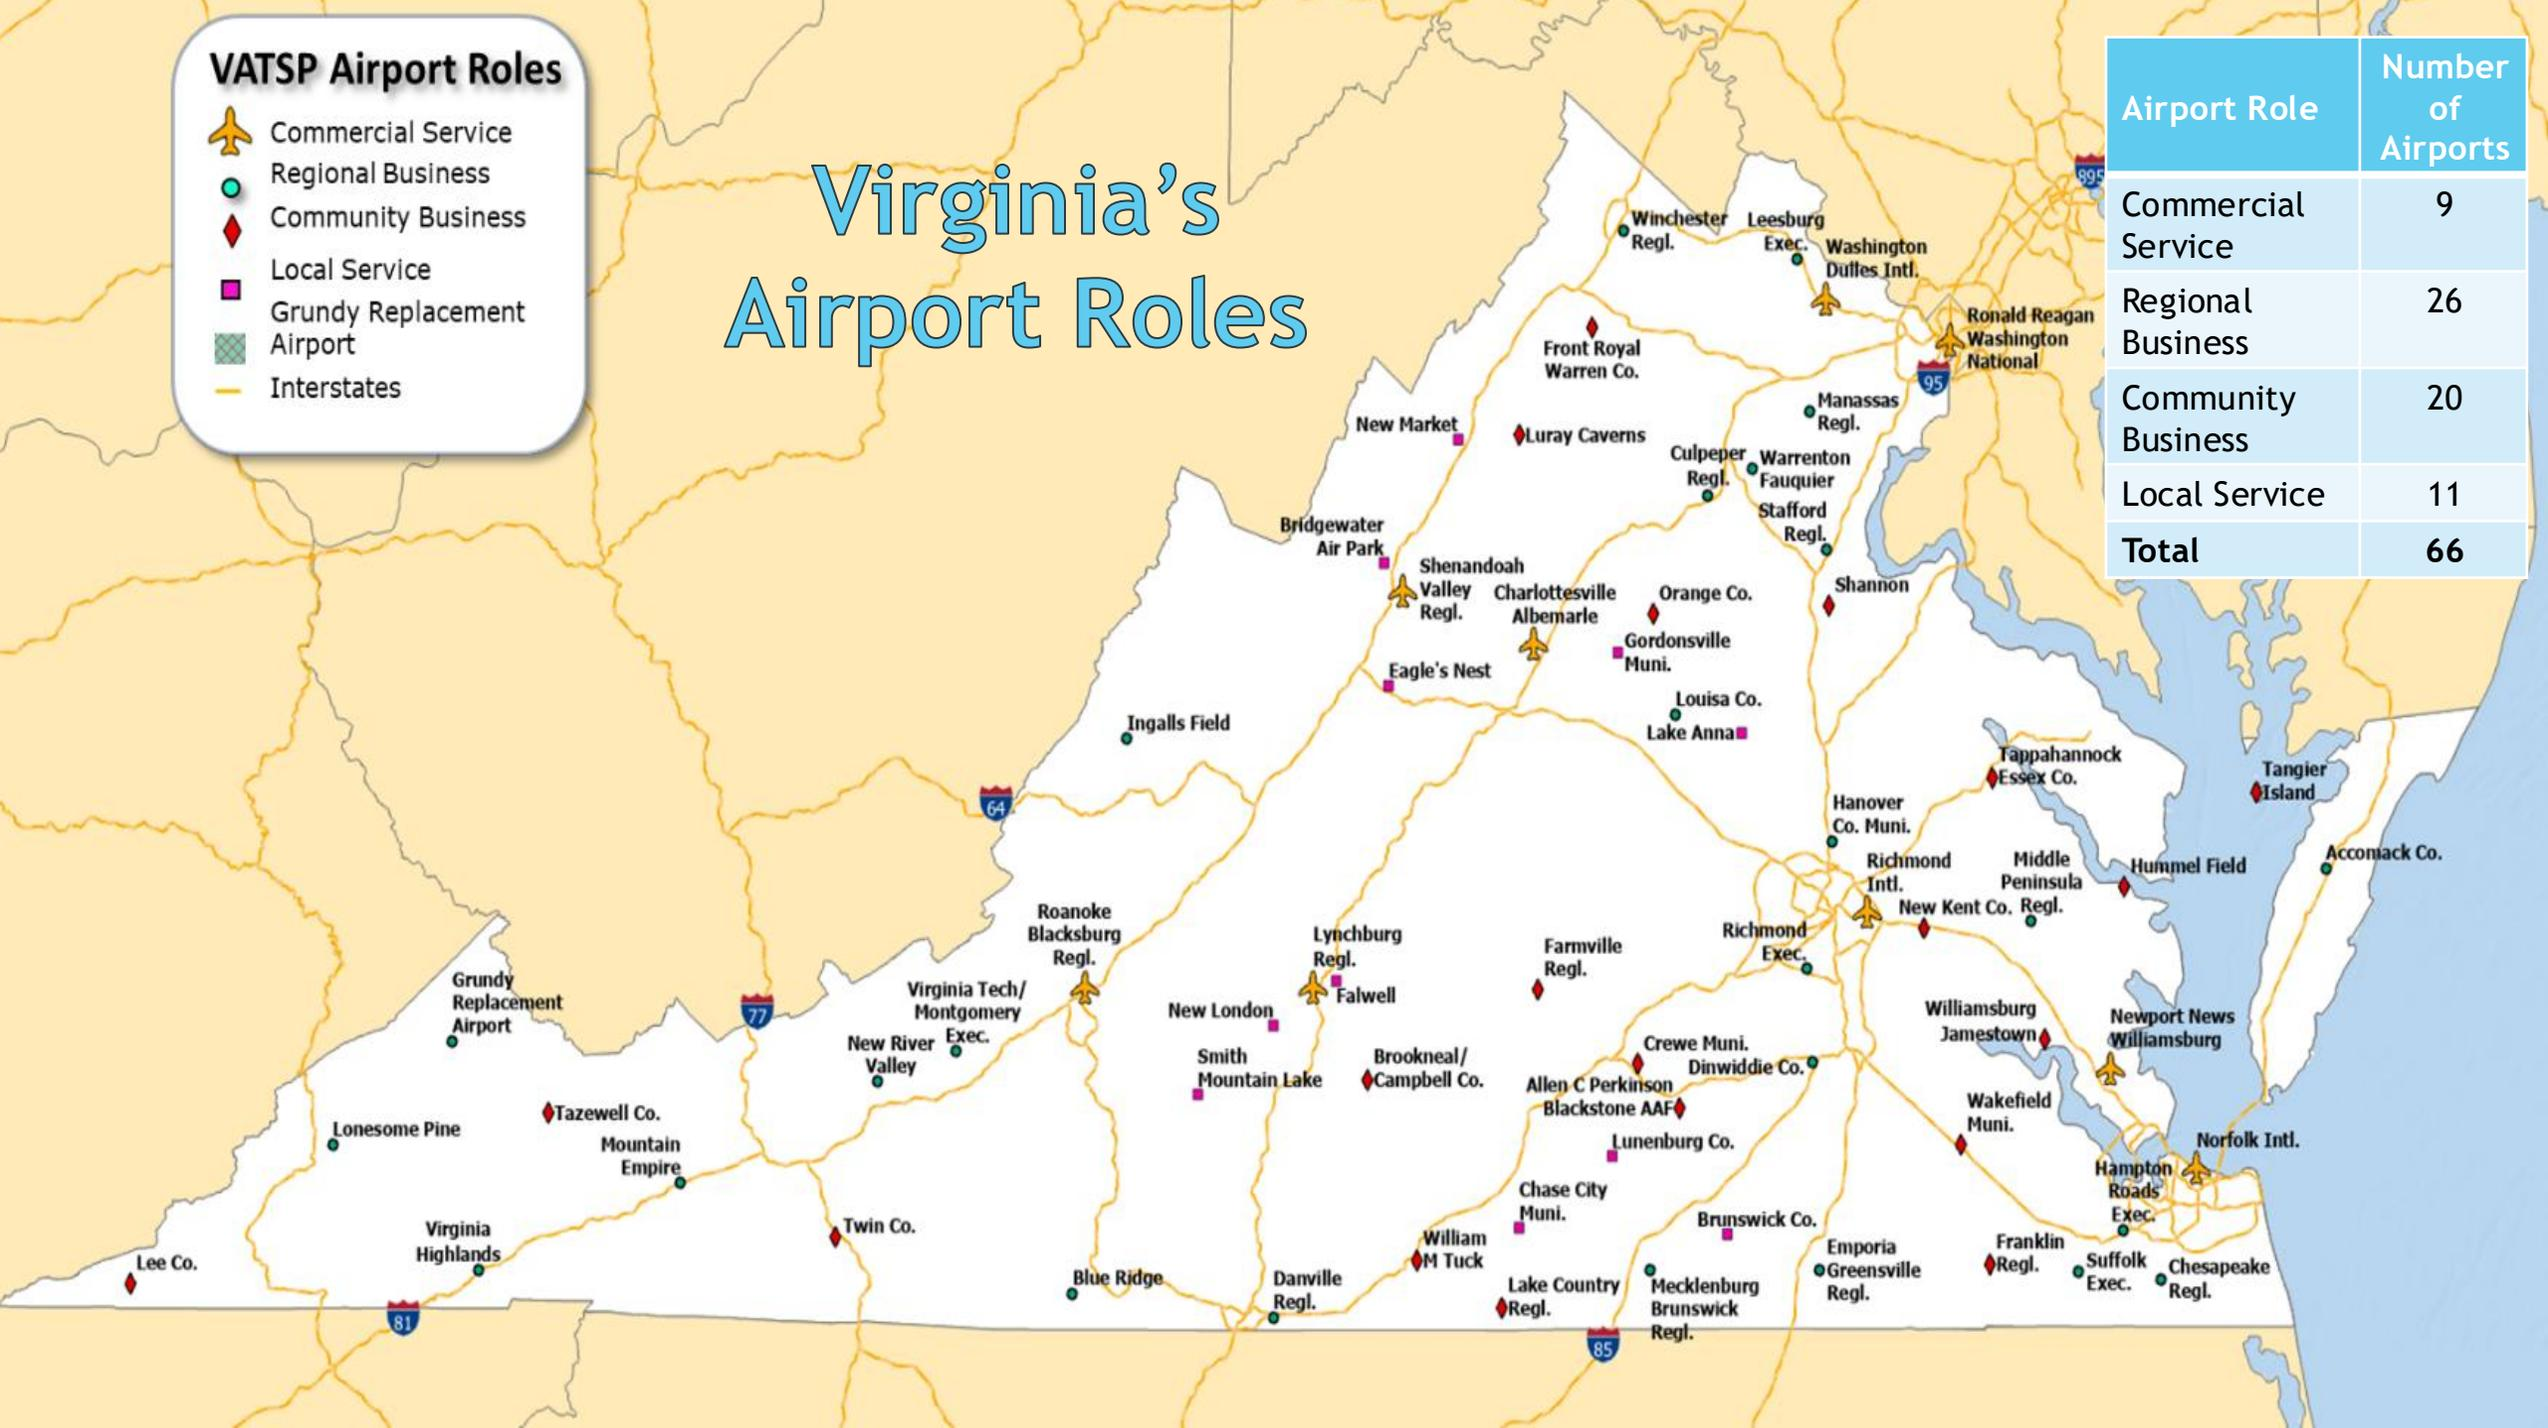 VATSP Airport Roles
Commercial Service
Regional Business
Community Business
Local Service
Grundy Replacement
Airport
Interstates
Virginia's
Airport Roles
Airport Role
Number
of
Airports
Commercial
Service
9
Regional
Business
26
Community
Business
20
Local Service
11
Total
66
895
Winchester
Regl.
Leesburg
Exec.
Washington
Dulles Intl.
Ronald Reagan
Washington
National
95
Front Royal
Warren Co.
Manassas
Regl.
New Market
Luray Caverns
Culpeper
Regl.
Warrenton
Fauquier
Stafford
Regl.
Bridgewater
Air Park
Shenandoah
Valley
Regl.
Charlottesville
Albemarle
Orange Co.
Shannon
Gordonsville
Muni.
Eagle's Nest
Louisa Co.
Lake Anna
Ingalls Field
Tappahannock
Essex Co.
Tangier
Island
64
Hanover
Co. Muni.
Richmond
Intl.
Middle
Peninsula
Regl.
Hummel Field
Accomack Co.
New Kent Co.
Roanoke
Blacksburg
Regl.
Lynchburg
Regl.
Falwell
Farmville
Regl.
Richmond
Exec.
Grundy
Replacement
Airport
77
Virginia Tech/
Montgomery
Exec.
New River
Valley
New London
Smith
Mountain Lake
Brookneal/
Campbell Co.
Crewe Muni.
Dinwiddie Co.
Allen C Perkinson
Blackstone AAF
Williamsburg
Jamestown
Newport News
Williamsburg
Wakefield
Muni.
Norfolk Intl.
Lonesome Pine
Tazewell Co.
Mountain
Empire
Lunenburg Co.
Hampton
Roads
Exec.
Chase City
Muni.
Brunswick Co.
Virginia
Highlands
Twin Co.
Lee Co.
William
M Tuck
Emporia
Greensville
Regl.
Franklin
Regl.
Suffolk
Exec.
Chesapeake
Regl.
Blue Ridge
Danville
Regl.
Lake Country
Regl.
Mecklenburg
Brunswick
Regl.
81
85